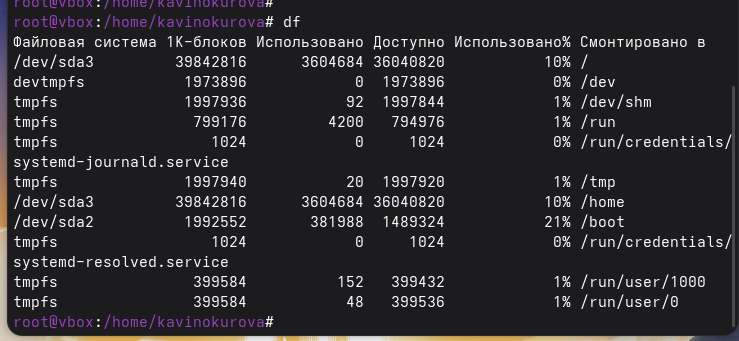 root@vbox:/home/kavinokurova#
root@vbox:/home/kavinokurova# df
Файловая система 1K-блоков Использовано Доступно Использовано% Смонтировано в
/dev/sda3 39842816 3604684 36040820 10% /
devtmpfs 1973896 0 1973896 0% /dev
tmpfs 1997936 92 1997844 1% /dev/shm
tmpfs 799176 4200 794976 1% /run
tmpfs 1024 0 1024 0% /run/credentials/
systemd-journald.service
tmpfs 1997940 20 1997920 1% /tmp
/dev/sda3 39842816 3604684 36040820 10% /home
/dev/sda2 1992552 381988 1489324 21% /boot
tmpfs 1024 0 1024 0% /run/credentials/
systemd-resolved.service
tmpfs 399584 152 399432 1% /run/user/1000
tmpfs 399584 48 399536 1% /run/user/0
root@vbox:/home/kavinokurova#